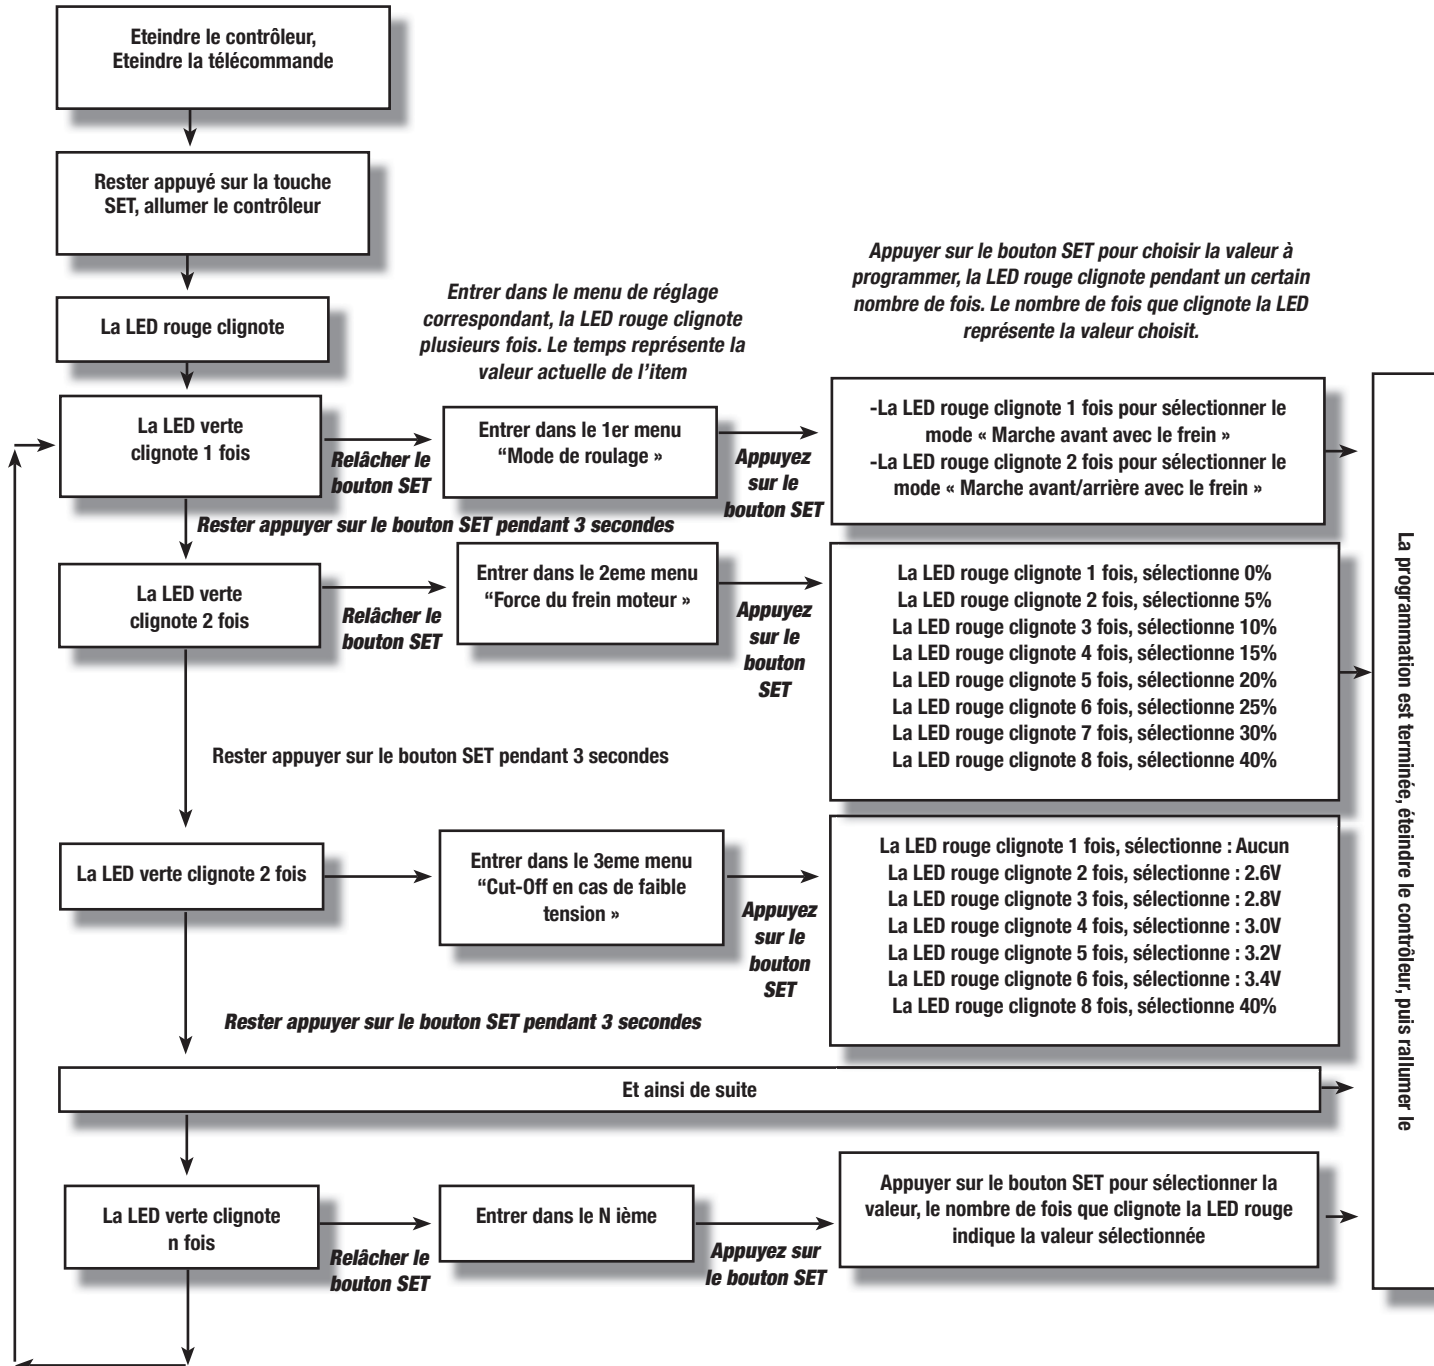 Eteindre le contrôleur,
Eteindre la télécommande
Rester appuyé sur la touche
SET, allumer le contrôleur
La LED rouge clignote
Entrer dans le menu de réglage
correspondant, la LED rouge clignote
plusieurs fois. Le temps représente la
valeur actuelle de l'item
Appuyer sur le bouton SET pour choisir la valeur à
programmer, la LED rouge clignote pendant un certain
nombre de fois. Le nombre de fois que clignote la LED
représente la valeur choisit.
La LED verte
clignote 1 fois
Relâcher le
bouton SET
Entrer dans le 1er menu
“Mode de roulage »
Appuyez
sur le
bouton SET
-La LED rouge clignote 1 fois pour sélectionner le
mode « Marche avant avec le frein »
-La LED rouge clignote 2 fois pour sélectionner le
mode « Marche avant/arrière avec le frein »
Rester appuyer sur le bouton SET pendant 3 secondes
La LED verte
clignote 2 fois
Relâcher le
bouton SET
Entrer dans le 2eme menu
“Force du frein moteur »
Appuyez
sur le
bouton
SET
La LED rouge clignote 1 fois, sélectionne 0%
La LED rouge clignote 2 fois, sélectionne 5%
La LED rouge clignote 3 fois, sélectionne 10%
La LED rouge clignote 4 fois, sélectionne 15%
La LED rouge clignote 5 fois, sélectionne 20%
La LED rouge clignote 6 fois, sélectionne 25%
La LED rouge clignote 7 fois, sélectionne 30%
La LED rouge clignote 8 fois, sélectionne 40%
Rester appuyer sur le bouton SET pendant 3 secondes
La LED verte clignote 2 fois
Entrer dans le 3eme menu
“Cut-Off en cas de faible
tension »
Appuyez
sur le
bouton
SET
La LED rouge clignote 1 fois, sélectionne : Aucun
La LED rouge clignote 2 fois, sélectionne : 2.6V
La LED rouge clignote 3 fois, sélectionne : 2.8V
La LED rouge clignote 4 fois, sélectionne : 3.0V
La LED rouge clignote 5 fois, sélectionne : 3.2V
La LED rouge clignote 6 fois, sélectionne : 3.4V
La LED rouge clignote 8 fois, sélectionne 40%
Rester appuyer sur le bouton SET pendant 3 secondes
Et ainsi de suite
La LED verte clignote
n fois
Relâcher le
bouton SET
Entrer dans le N ième
Appuyez sur
le bouton SET
Appuyer sur le bouton SET pour sélectionner la
valeur, le nombre de fois que clignote la LED rouge
indique la valeur sélectionnée
La programmation est terminée, éteindre le contrôleur, puis rallumer le